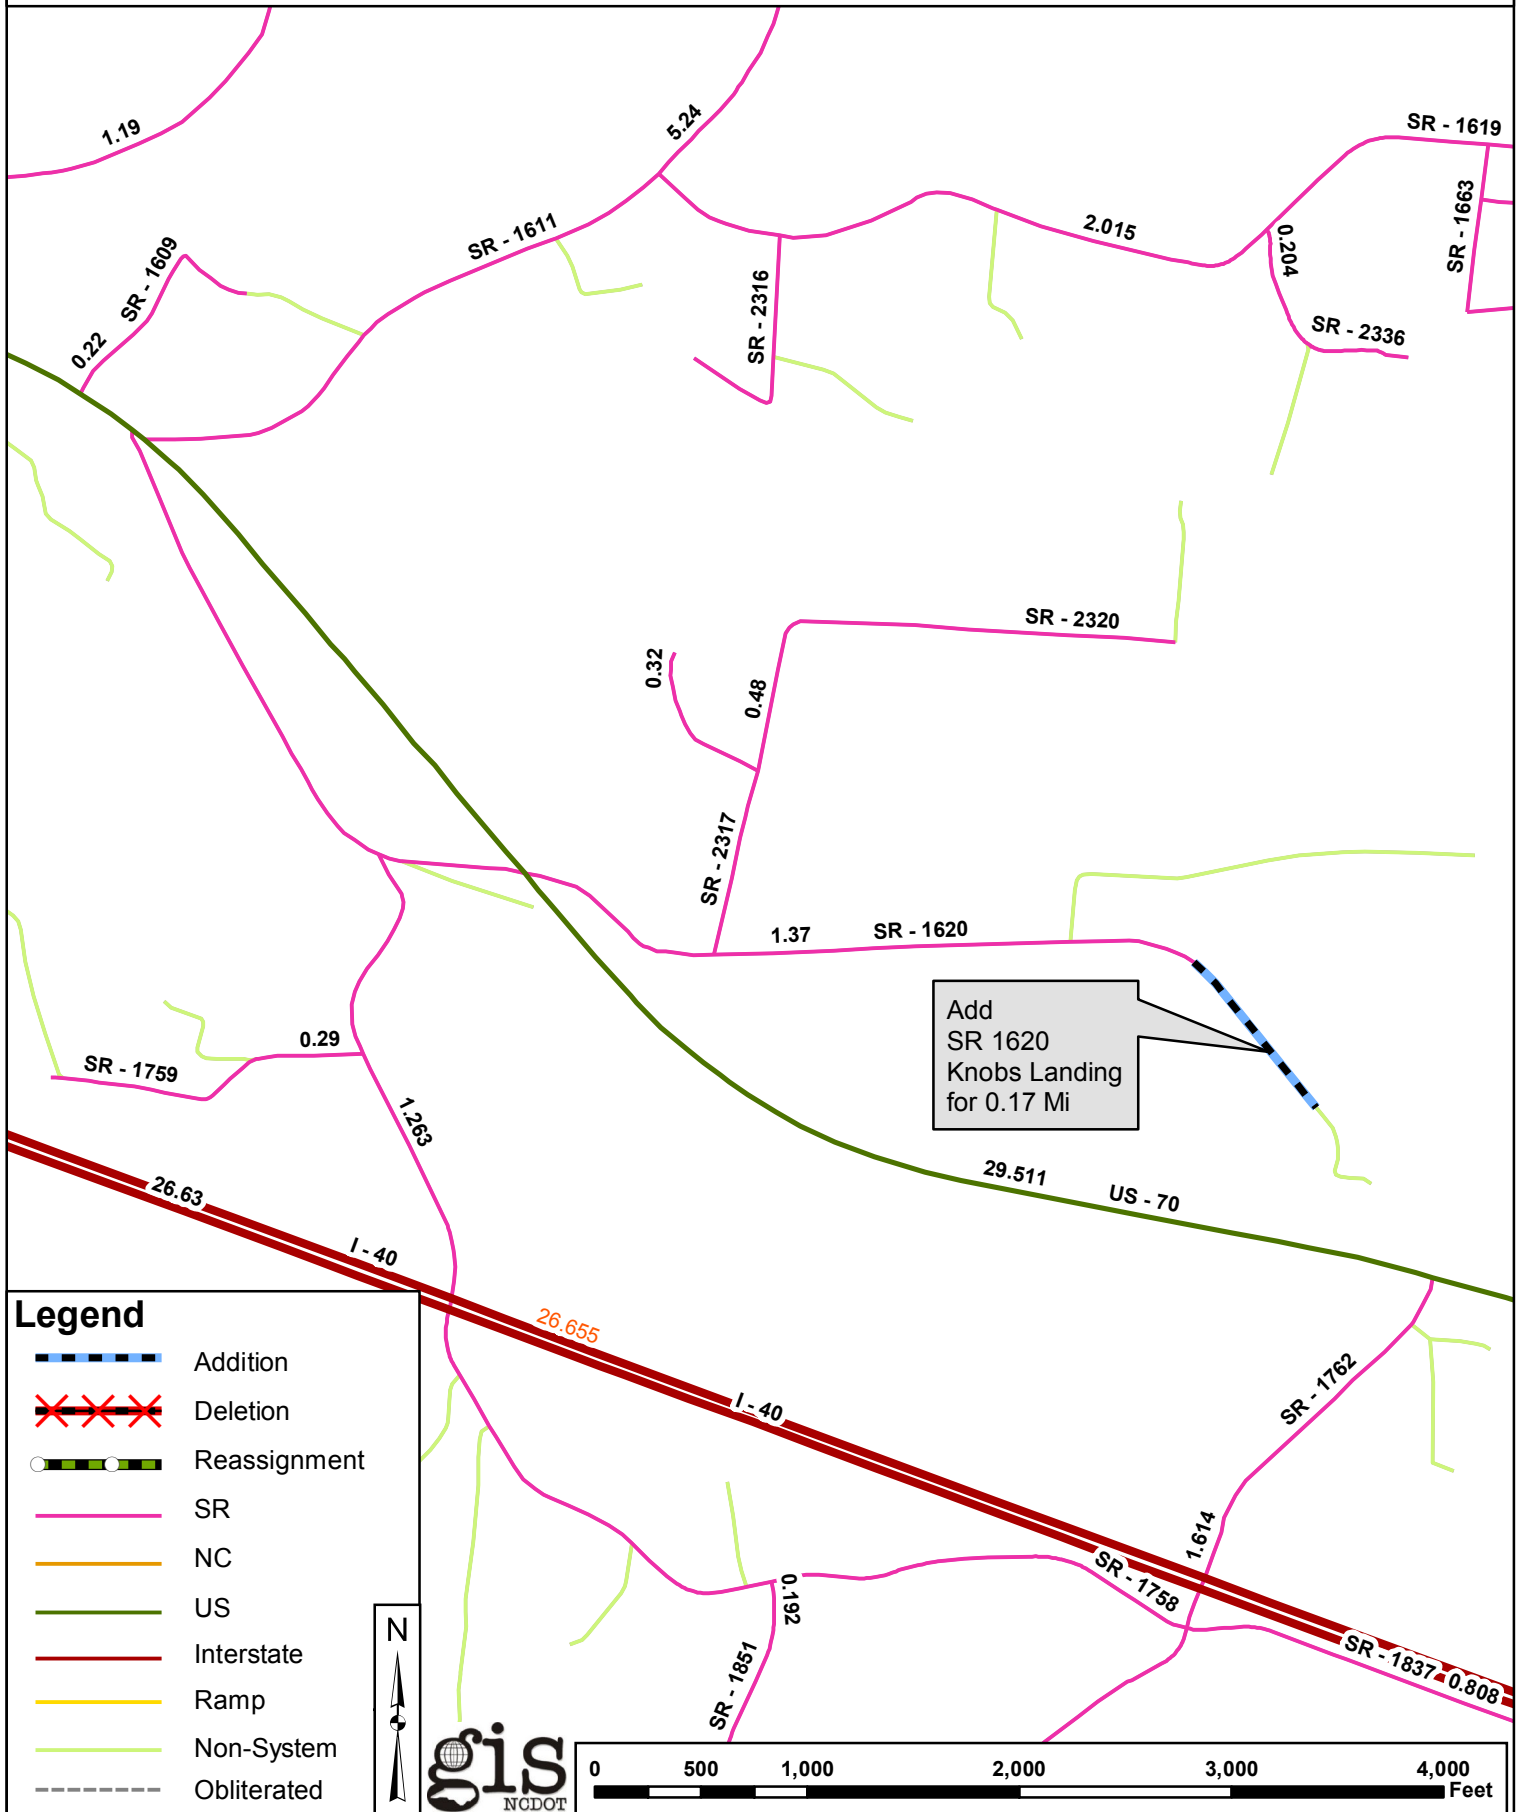 1.19
5.24
SR - 1619
SR - 1663
SR - 1611
SR - 1609
0.22
2.015
0.204
SR - 2316
SR - 2336
SR - 2320
0.32
0.48
SR - 2317
1.37
SR - 1620
Add
SR 1620
Knobs Landing
for 0.17 Mi
0.29
SR - 1759
1.263
29.511
US - 70
26.63
I - 40
26.655
I - 40
SR - 1762
1.614
SR - 1758
0.192
SR - 1851
SR - 1837
0.808
Legend
Addition
Deletion
Reassignment
SR
NC
US
Interstate
Ramp
Non-System
Obliterated
N
gis
NCDOT
0 500 1,000 2,000 3,000 4,000
Feet